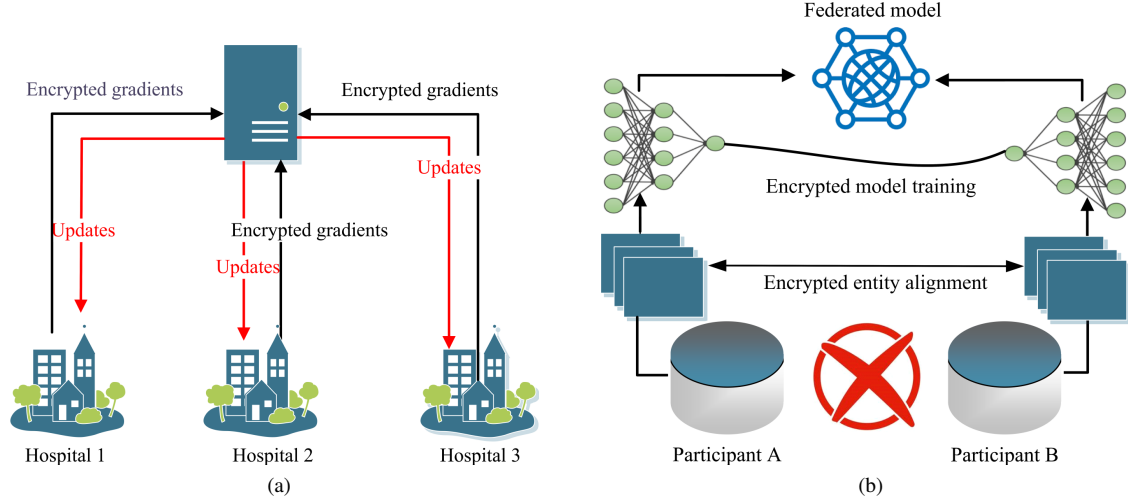 Encrypted gradients
Encrypted gradients
Updates
Updates
Encrypted gradients
Updates
Hospital 1
Hospital 2
Hospital 3
(a)
Federated model
Encrypted model training
Encrypted entity alignment
Participant A
Participant B
(b)